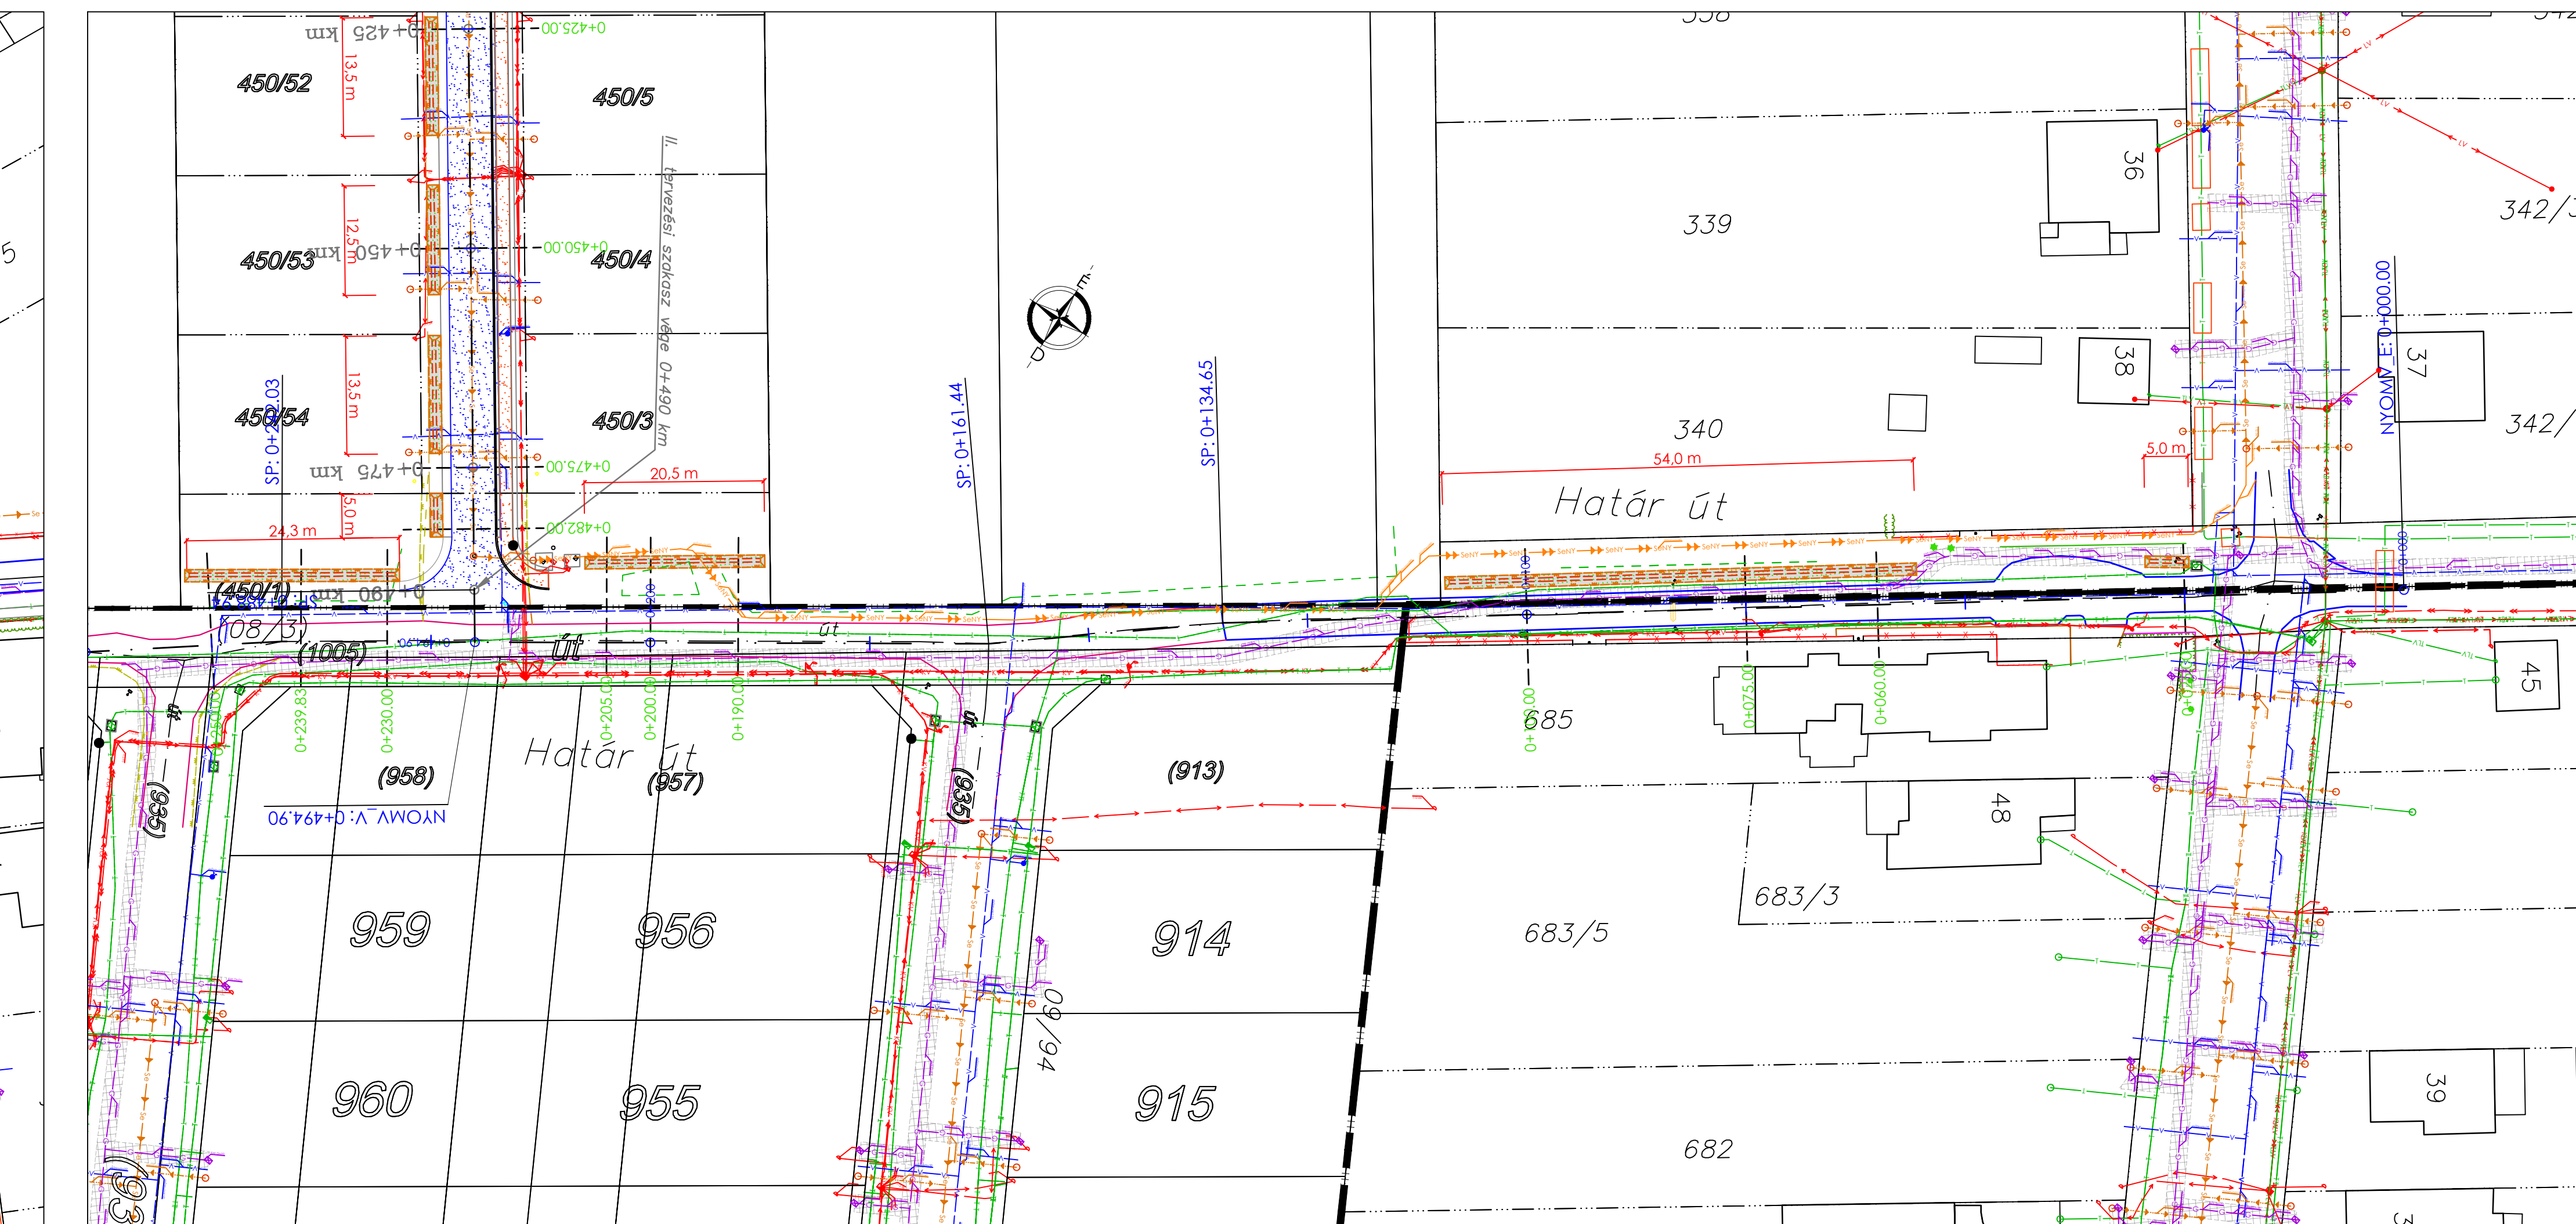 0+425 km
0+425.00
13,5 m
450/52
450/5
II. tervezési szakasz vége 0+490 km
36
339
342/
12,5 m
450/53
0+450 km
0+450.00
450/4
É
D
NYOMV_E: 0+000.00
38
37
13,5 m
450/54
450/3
SP: 0+161.44
SP: 0+134.65
340
342/
0+475 km
0+475.00
20,5 m
54,0 m
5,0 m
Határ út
5,0 m
24,3 m
0+482.00
(450/1)
0+490 km
(08/3)
(1005)
0+494.90
út
út
45
0+239.83
0+230.00
0+205.00
0+200.00
0+190.00
0+075.00
0+060.00
685
út
út
Határ út
(958)
(957)
(913)
(935)
(935)
NYOMV_V: 0+494.90
48
683/3
959
956
914
683/5
09/94
960
955
915
39
682